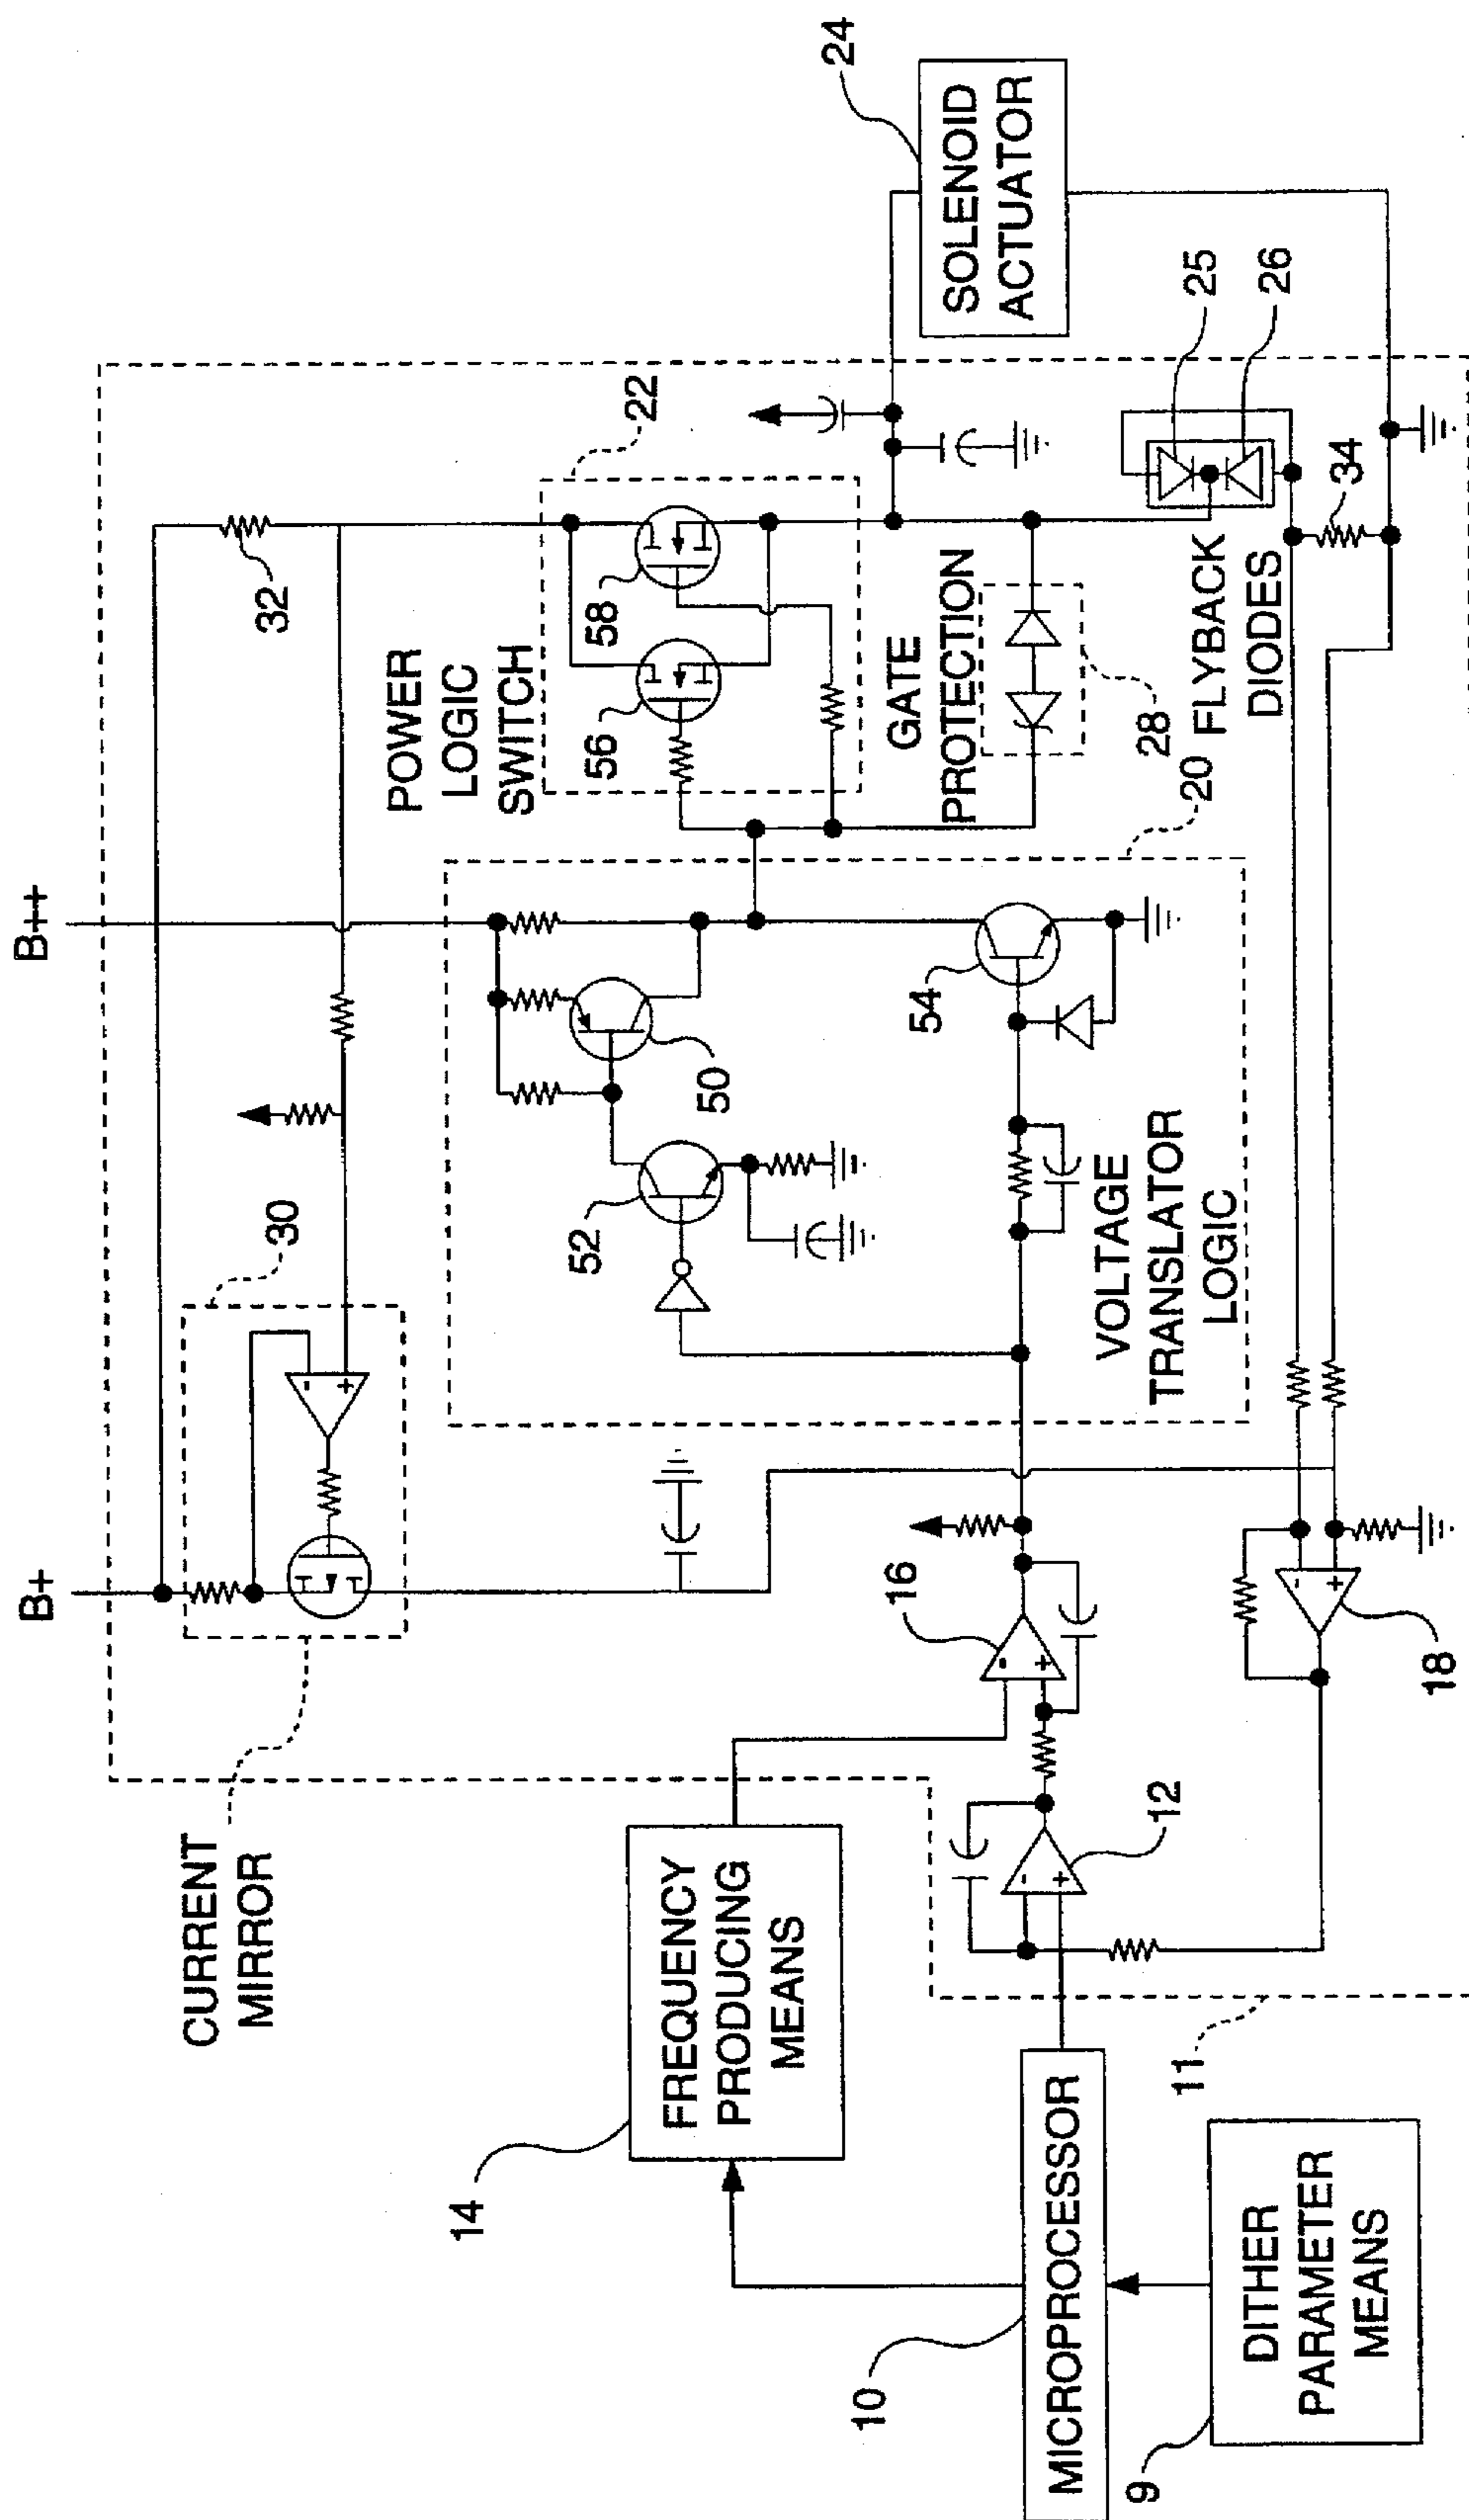 B+
B++
CURRENT
MIRROR
30
32
POWER
LOGIC
SWITCH
22
24
SOLENOID
ACTUATOR
58
56
14
FREQUENCY
PRODUCING
MEANS
52
50
54
GATE
PROTECTION
28
20
25
26
FLYBACK
DIODES
34
16
-
+
-
+
12
-
+
VOLTAGE
TRANSLATOR
LOGIC
10
MICROPROCESSOR
11
18
-
+
9
DITHER
PARAMETER
MEANS